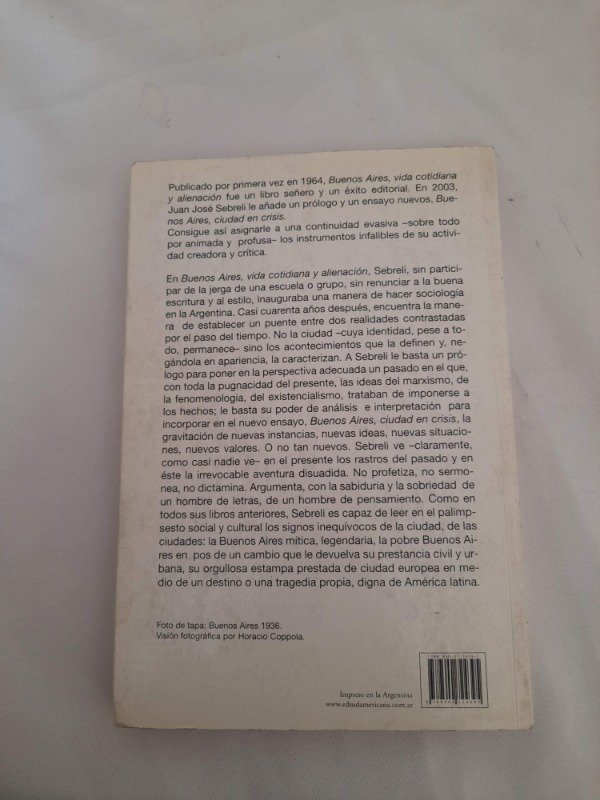 Publicado por primera vez en 1964, Buenos Aires, vida cotidiana
y alienación fue un libro señero y un éxito editorial. En 2003,
Juan José Sebreli le añade un prólogo y un ensayo nuevos, Bue-
nos Aires, ciudad en crisis.
Consigue así asignarle a una continuidad evasiva –sobre todo
por animada y profusa– los instrumentos infalibles de su activi-
dad creadora y crítica.
En Buenos Aires, vida cotidiana y alienación, Sebreli, sin partici-
par de la jerga de una escuela o grupo, sin renunciar a la buena
escritura y al estilo, inauguraba una manera de hacer sociología
en la Argentina. Casi cuarenta años después, encuentra la mane-
ra de establecer un puente entre dos realidades contrastadas
por el paso del tiempo. No la ciudad –cuya identidad, pese a to-
do, permanece– sino los acontecimientos que la definen y, ne-
gándola en apariencia, la caracterizan. A Sebreli le basta un pró-
logo para poner en la perspectiva adecuada un pasado en el que,
con toda la pugnacidad del presente, las ideas del marxismo, de
la fenomenología, del existencialismo, trataban de imponerse a
los hechos; le basta su poder de análisis e interpretación para
incorporar en el nuevo ensayo, Buenos Aires, ciudad en crisis, la
gravitación de nuevas instancias, nuevas ideas, nuevas situacio-
nes, nuevos valores. O no tan nuevos. Sebreli ve –claramente,
como casi nadie ve– en el presente los rastros del pasado y en
éste la irrevocable aventura disuadida. No profetiza, no sermo-
nea, no dictamina. Argumenta, con la sabiduría y la sobriedad de
un hombre de letras, de un hombre de pensamiento. Como en
todos sus libros anteriores, Sebreli es capaz de leer en el palimp-
sesto social y cultural los signos inequívocos de la ciudad, de las
ciudades: la Buenos Aires mítica, legendaria, la pobre Buenos Ai-
res en pos de un cambio que le devuelva su prestancia civil y ur-
bana, su orgullosa estampa prestada de ciudad europea en me-
dio de un destino o una tragedia propia, digna de América latina.
Foto de tapa: Buenos Aires 1936.
Visión fotográfica por Horacio Coppola.
Impreso en la Argentina
www.edsudamericana.com.ar